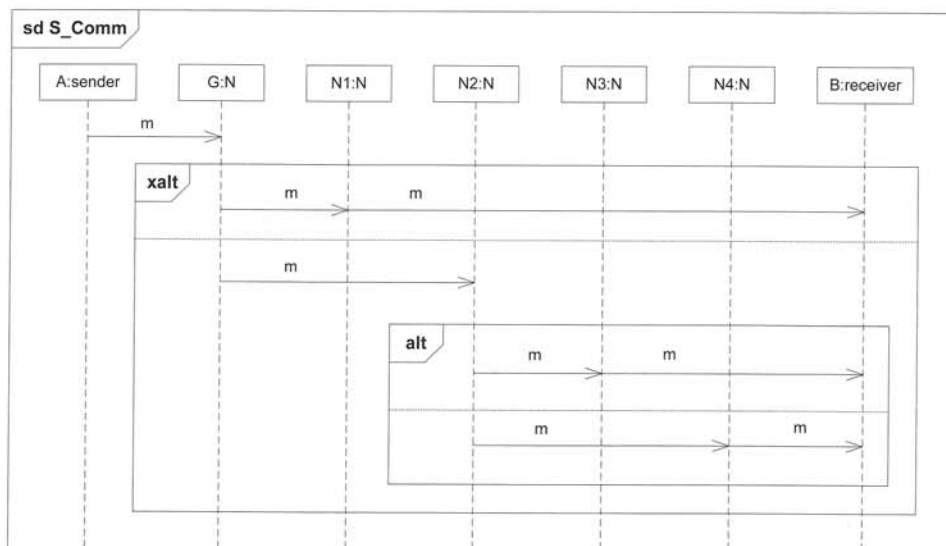 sd S_Comm
A:sender G:N N1:N N2:N N3:N N4:N B:receiver
m
xalt
m m
m
alt
m m
m m